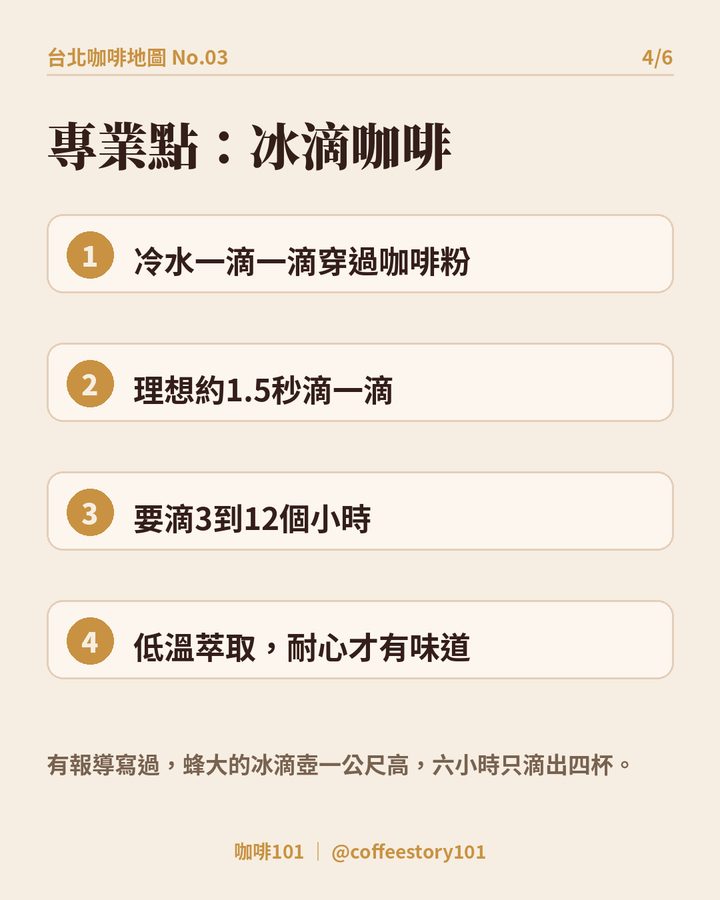 台北咖啡地圖 No.03
4/6
專業點：冰滴咖啡
1 冷水一滴一滴穿過咖啡粉
2 理想約1.5秒滴一滴
3 要滴3到12個小時
4 低溫萃取，耐心才有味道
有報導寫過，蜂大的冰滴壺一公尺高，六小時只滴出四杯。
咖啡101｜@coffeestory101